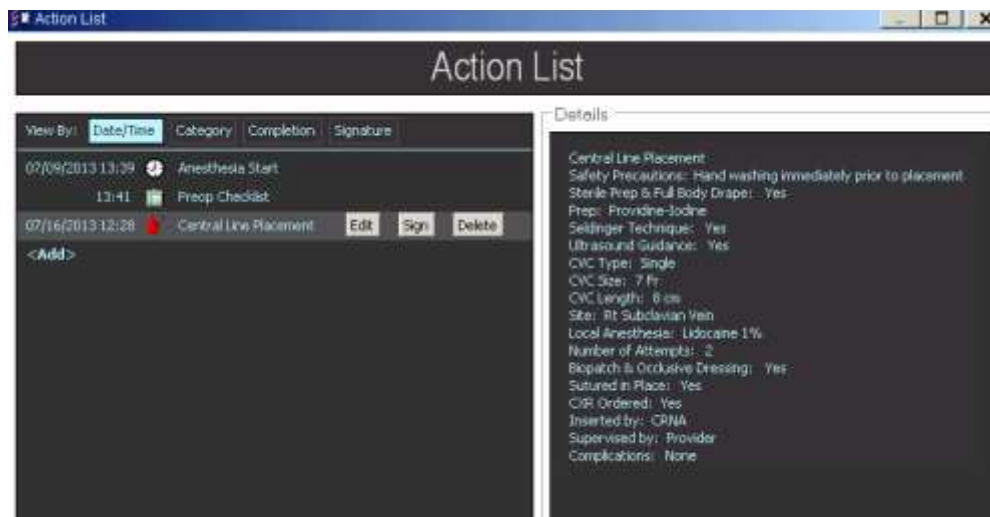 Action List
Action List
View By: Date/Time Category Completion Signature
07/09/2013 13:39 Anesthesia Start
13:41 Preop Checklist
07/16/2013 12:28 Central Line Placement Edit Sign Delete
<Add>
Details
Central Line Placement
Safety Precautions: Hand washing immediately prior to placement
Sterile Prep & Full Body Drape: Yes
Prep: Providine-Iodine
Seldinger Technique: Yes
Ultrasound Guidance: Yes
CVC Type: Single
CVC Size: 7 Fr
CVC Length: 8 cm
Site: Rt Subclavian Vein
Local Anesthesia: Lidocaine 1%
Number of Attempts: 2
Biopatch & Occlusive Dressing: Yes
Sutured in Place: Yes
CXR Ordered: Yes
Inserted by: CRNA
Supervised by: Provider
Complications: None